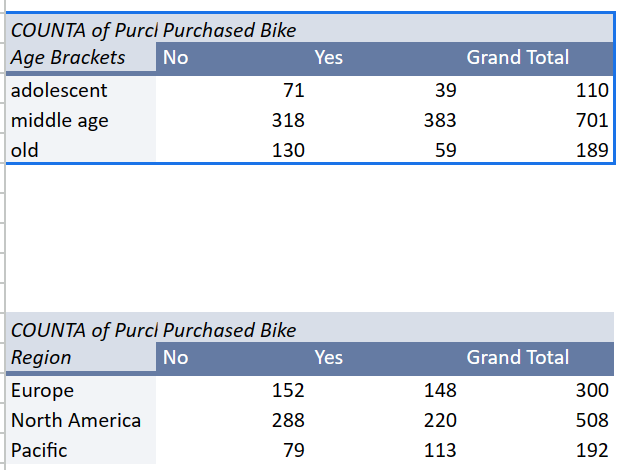 COUNTA of Purch Purchased Bike
Age Brackets No Yes Grand Total
adolescent 71 39 110
middle age 318 383 701
old 130 59 189
COUNTA of Purch Purchased Bike
Region No Yes Grand Total
Europe 152 148 300
North America 288 220 508
Pacific 79 113 192